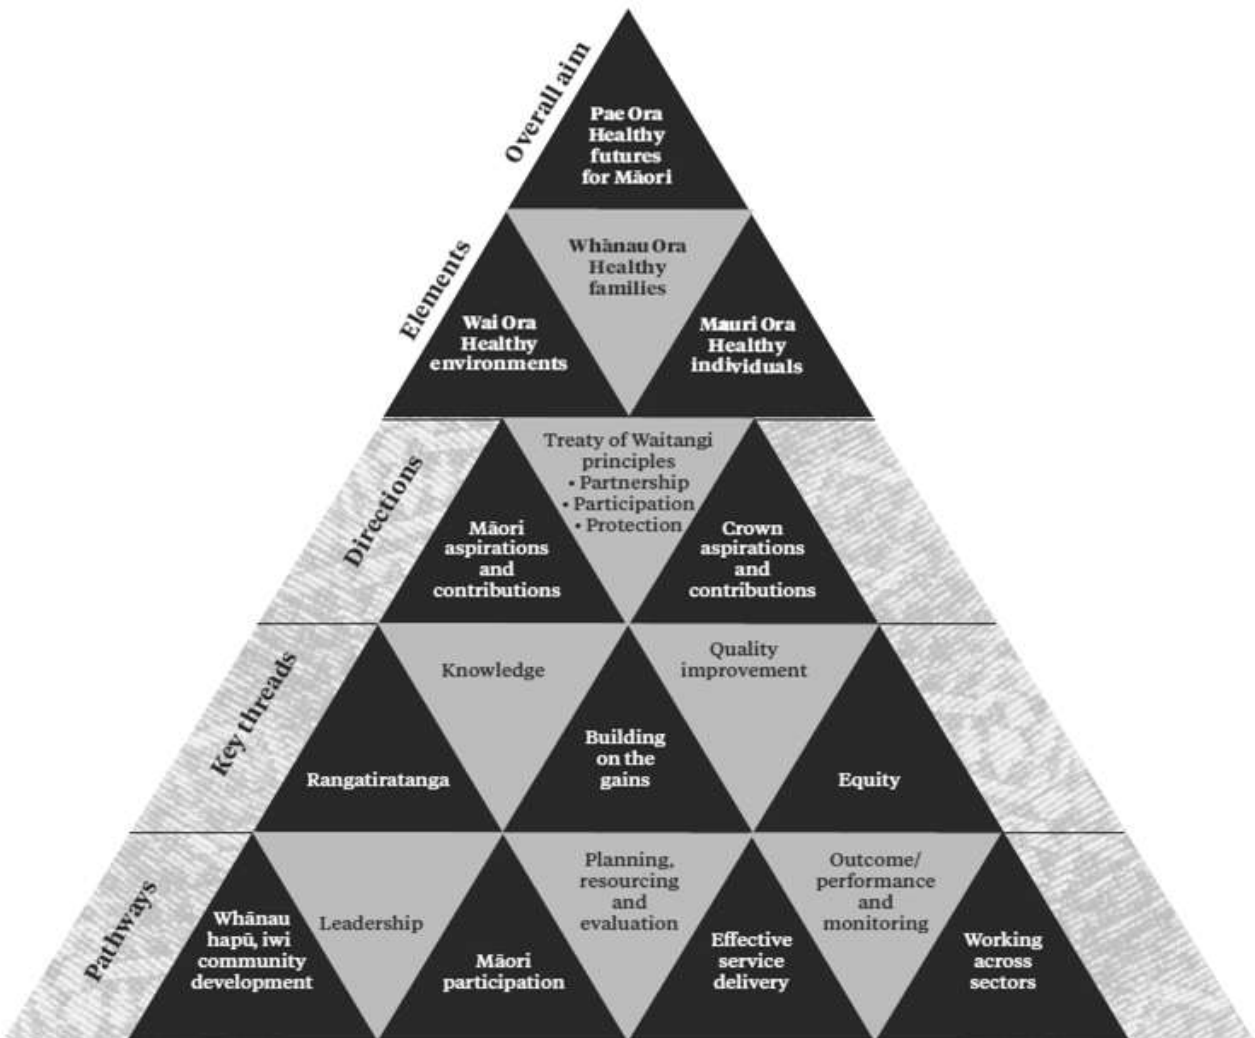 Overall aim
Pae Ora
Healthy
futures
for Māori
Elements
Whānau Ora
Healthy
families
Wai Ora
Healthy
environments
Mauri Ora
Healthy
individuals
Directions
Treaty of Waitangi
principles
• Partnership
• Participation
• Protection
Māori
aspirations
and
contributions
Crown
aspirations
and
contributions
Key threads
Rangatiratanga
Knowledge
Building
on the
gains
Quality
improvement
Equity
Pathways
Whānau
hapū, iwi
community
development
Leadership
Māori
participation
Planning,
resourcing
and
evaluation
Effective
service
delivery
Outcome/
performance
and
monitoring
Working
across
sectors